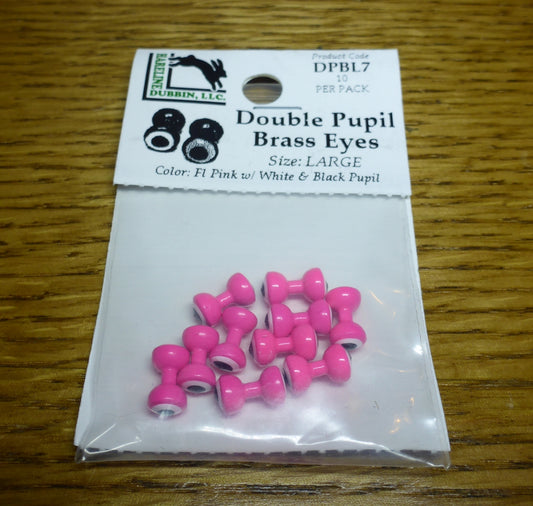 Product Code
DPBL7
10
PER PACK
HARELINE
DUBBIN, LLC.
Double Pupil
Brass Eyes
Size: LARGE
Color: Fl Pink w/ White & Black Pupil